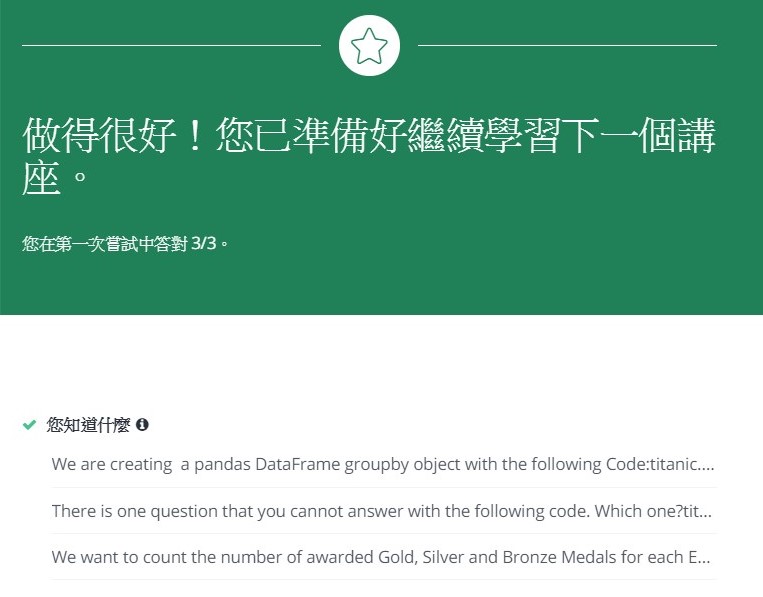 做得很好！您已準備好繼續學習下一個講
座。
您在第一次嘗試中答對 3/3。
您知道什麼
We are creating  a pandas DataFrame groupby object with the following Code:titanic....
There is one question that you cannot answer with the following code. Which one?tit...
We want to count the number of awarded Gold, Silver and Bronze Medals for each E...